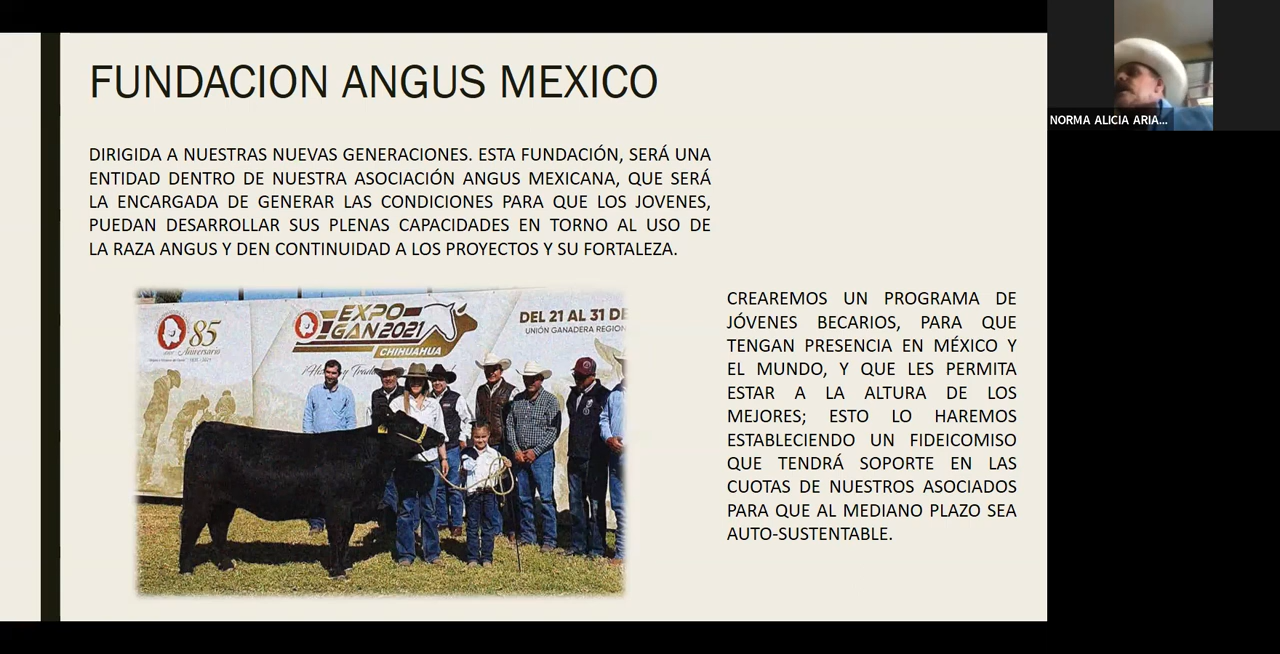 FUNDACION ANGUS MEXICO
DIRIGIDA A NUESTRAS NUEVAS GENERACIONES. ESTA FUNDACIÓN, SERÁ UNA
ENTIDAD DENTRO DE NUESTRA ASOCIACIÓN ANGUS MEXICANA, QUE SERÁ
LA ENCARGADA DE GENERAR LAS CONDICIONES PARA QUE LOS JOVENES,
PUEDAN DESARROLLAR SUS PLENAS CAPACIDADES EN TORNO AL USO DE
LA RAZA ANGUS Y DEN CONTINUIDAD A LOS PROYECTOS Y SU FORTALEZA.
85
Aniversario
EXPO
GAN 2021
CHIHUAHUA
DEL 21 AL 31 DE
UNIÓN GANADERA REGION
CREAREMOS UN PROGRAMA DE
JÓVENES BECARIOS, PARA QUE
TENGAN PRESENCIA EN MÉXICO Y
EL MUNDO, Y QUE LES PERMITA
ESTAR A LA ALTURA DE LOS
MEJORES; ESTO LO HAREMOS
ESTABLECIENDO UN FIDEICOMISO
QUE TENDRÁ SOPORTE EN LAS
CUOTAS DE NUESTROS ASOCIADOS
PARA QUE AL MEDIANO PLAZO SEA
AUTO-SUSTENTABLE.
NORMA ALICIA ARIA...